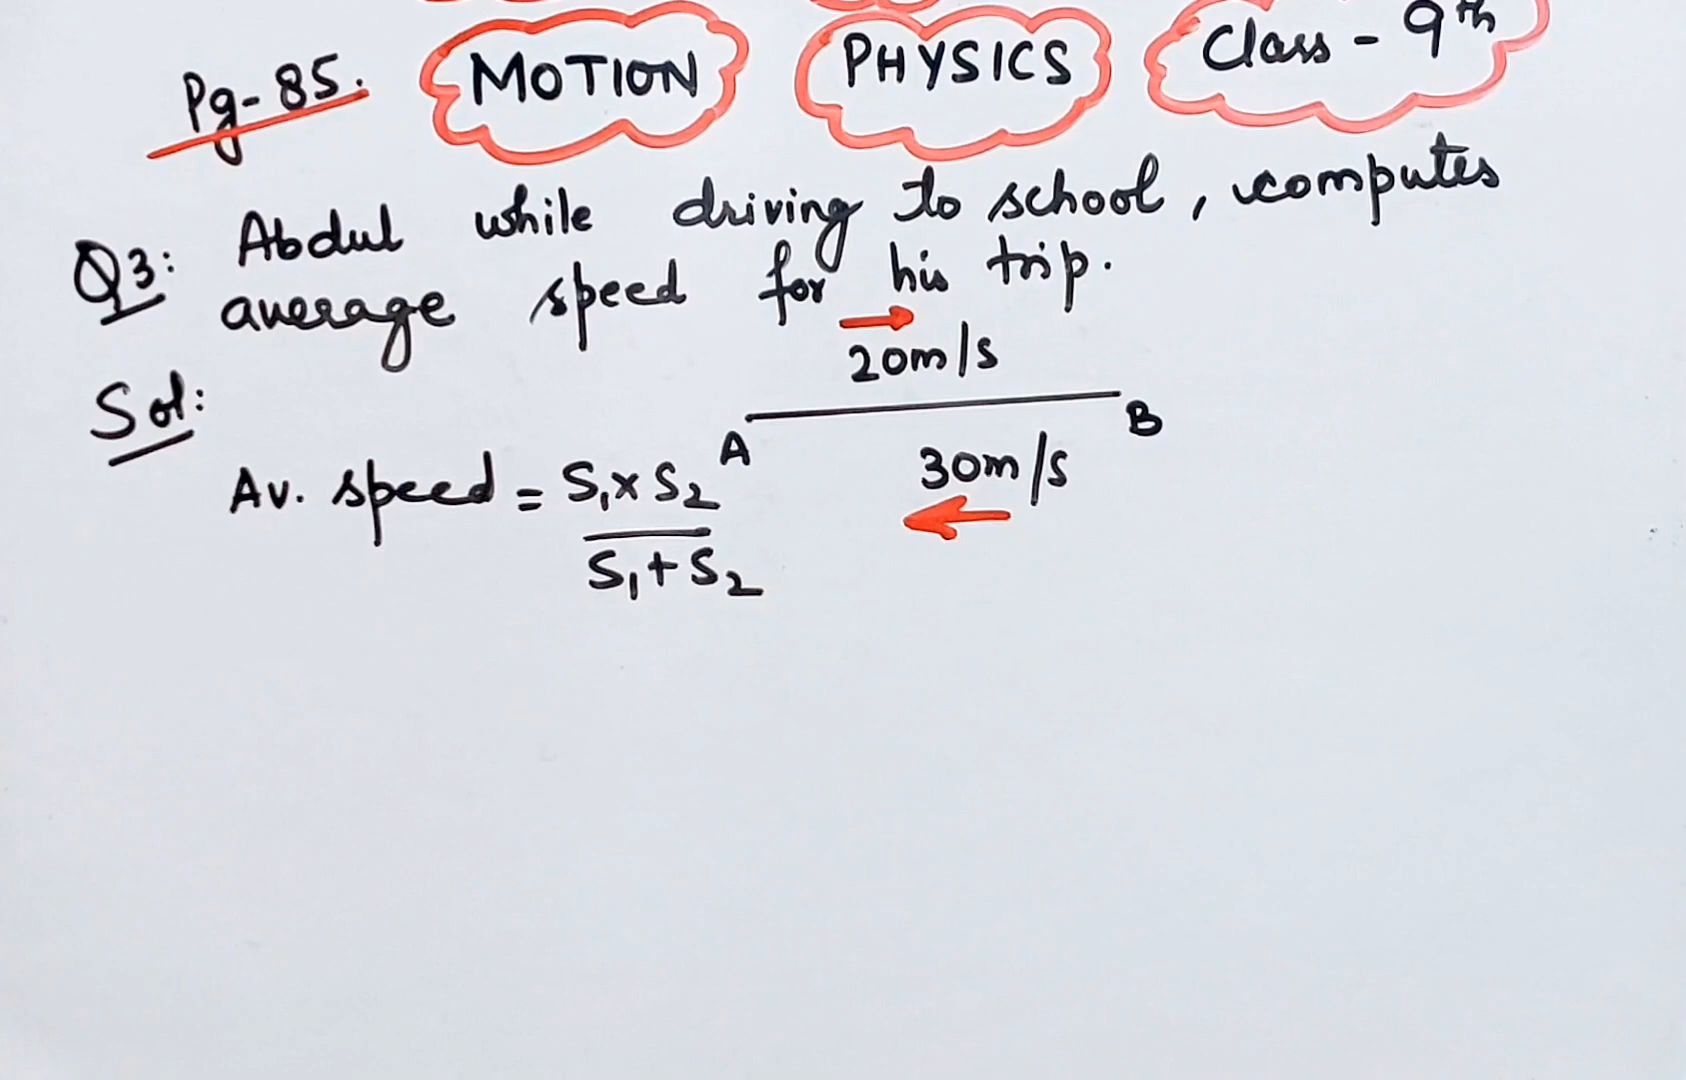 Pg-85. MOTION PHYSICS Class - 9th
Q3: Abdul while driving to school, computes
average speed for his trip.
20m/s
Sol:
A B
30m/s
Av. speed = S₁ x S₂
S₁ + S₂